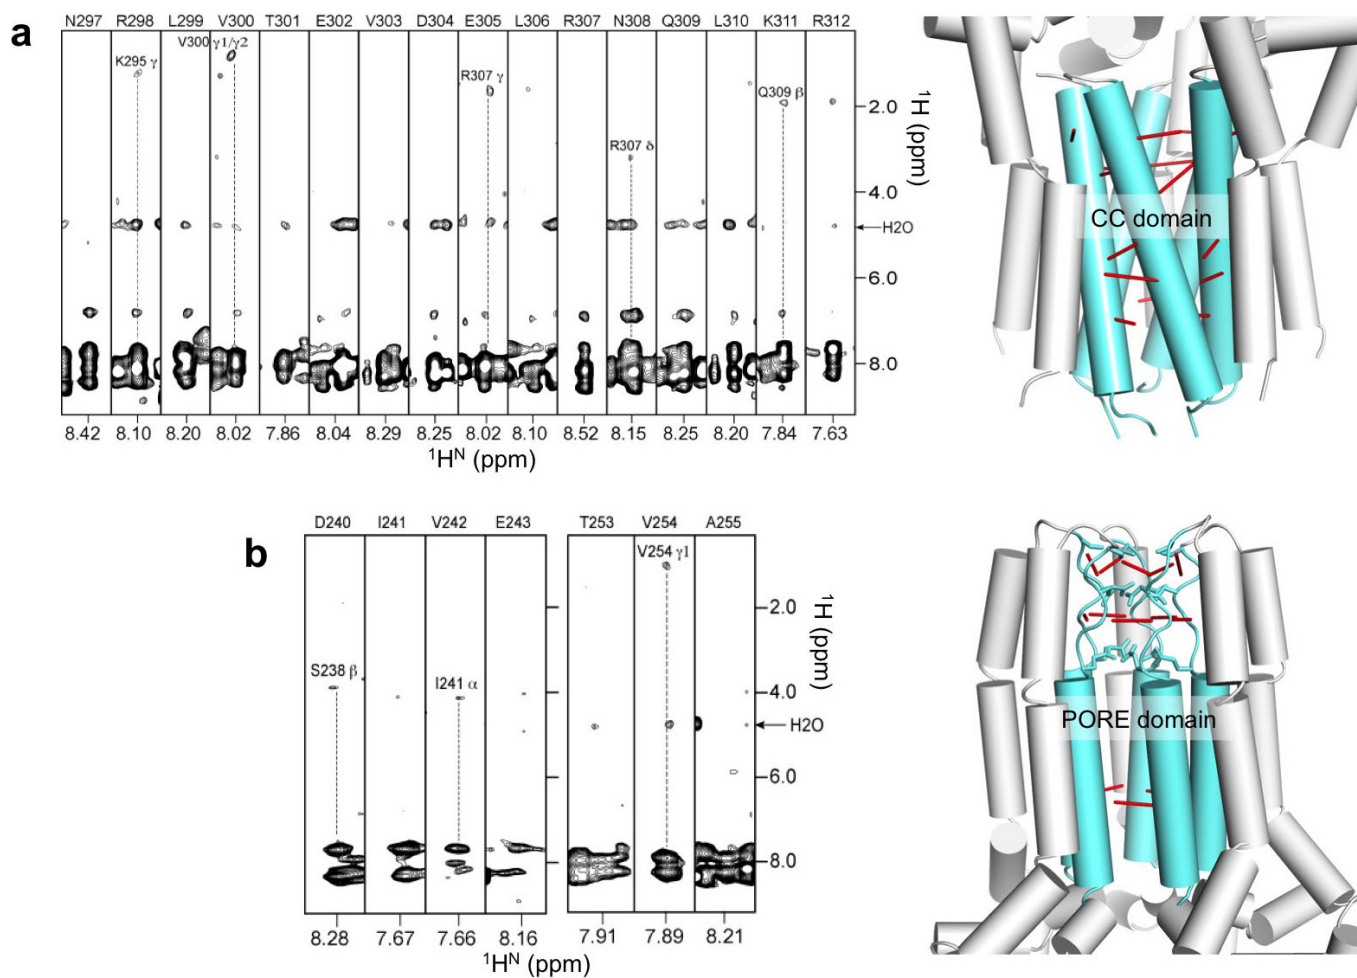 a
N297 R298 L299 V300 T301 E302 V303 D304 E305 L306 R307 N308 Q309 L310 K311 R312
V300 γ1/γ2
K295 γ
R307 γ
Q309 β
R307 δ
2.0
4.0
H2O
6.0
8.0
¹H (ppm)
8.42 8.10 8.20 8.02 7.86 8.04 8.29 8.25 8.02 8.10 8.52 8.15 8.25 8.20 7.84 7.63
¹Hᴺ (ppm)
CC domain
b
D240 I241 V242 E243 T253 V254 A255
V254 γ1
S238 β
I241 α
2.0
4.0
H2O
6.0
8.0
¹H (ppm)
8.28 7.67 7.66 8.16 7.91 7.89 8.21
¹Hᴺ (ppm)
PORE domain